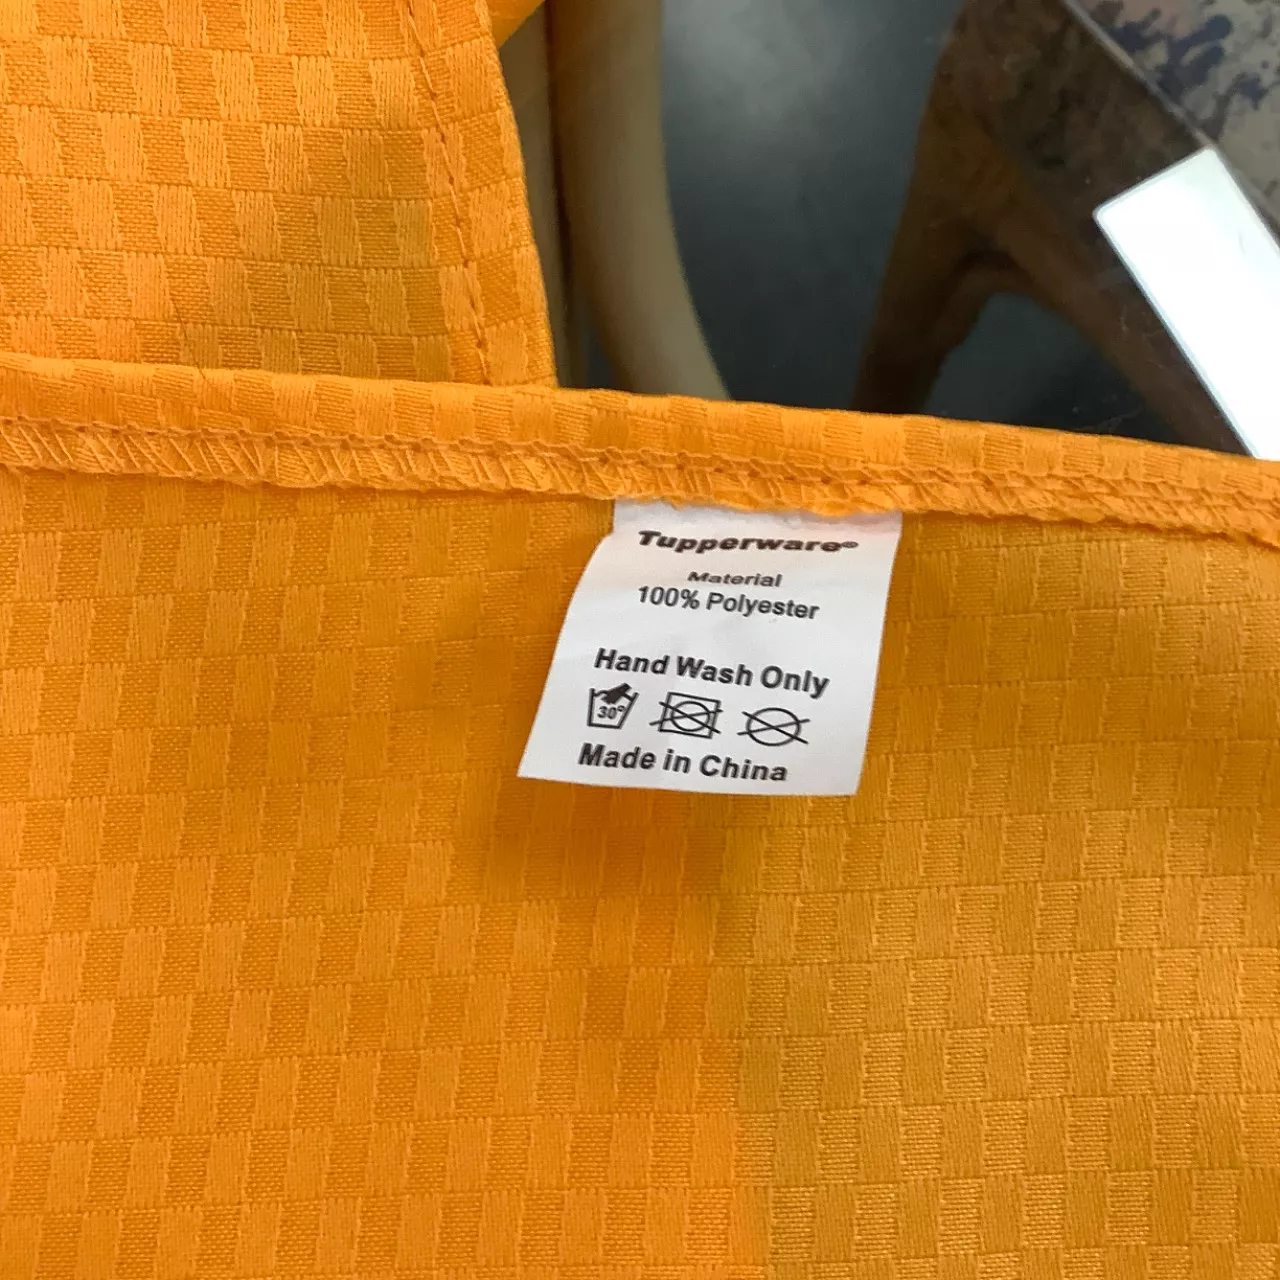 Tupperware®
Material
100% Polyester
Hand Wash Only
30°
Made in China